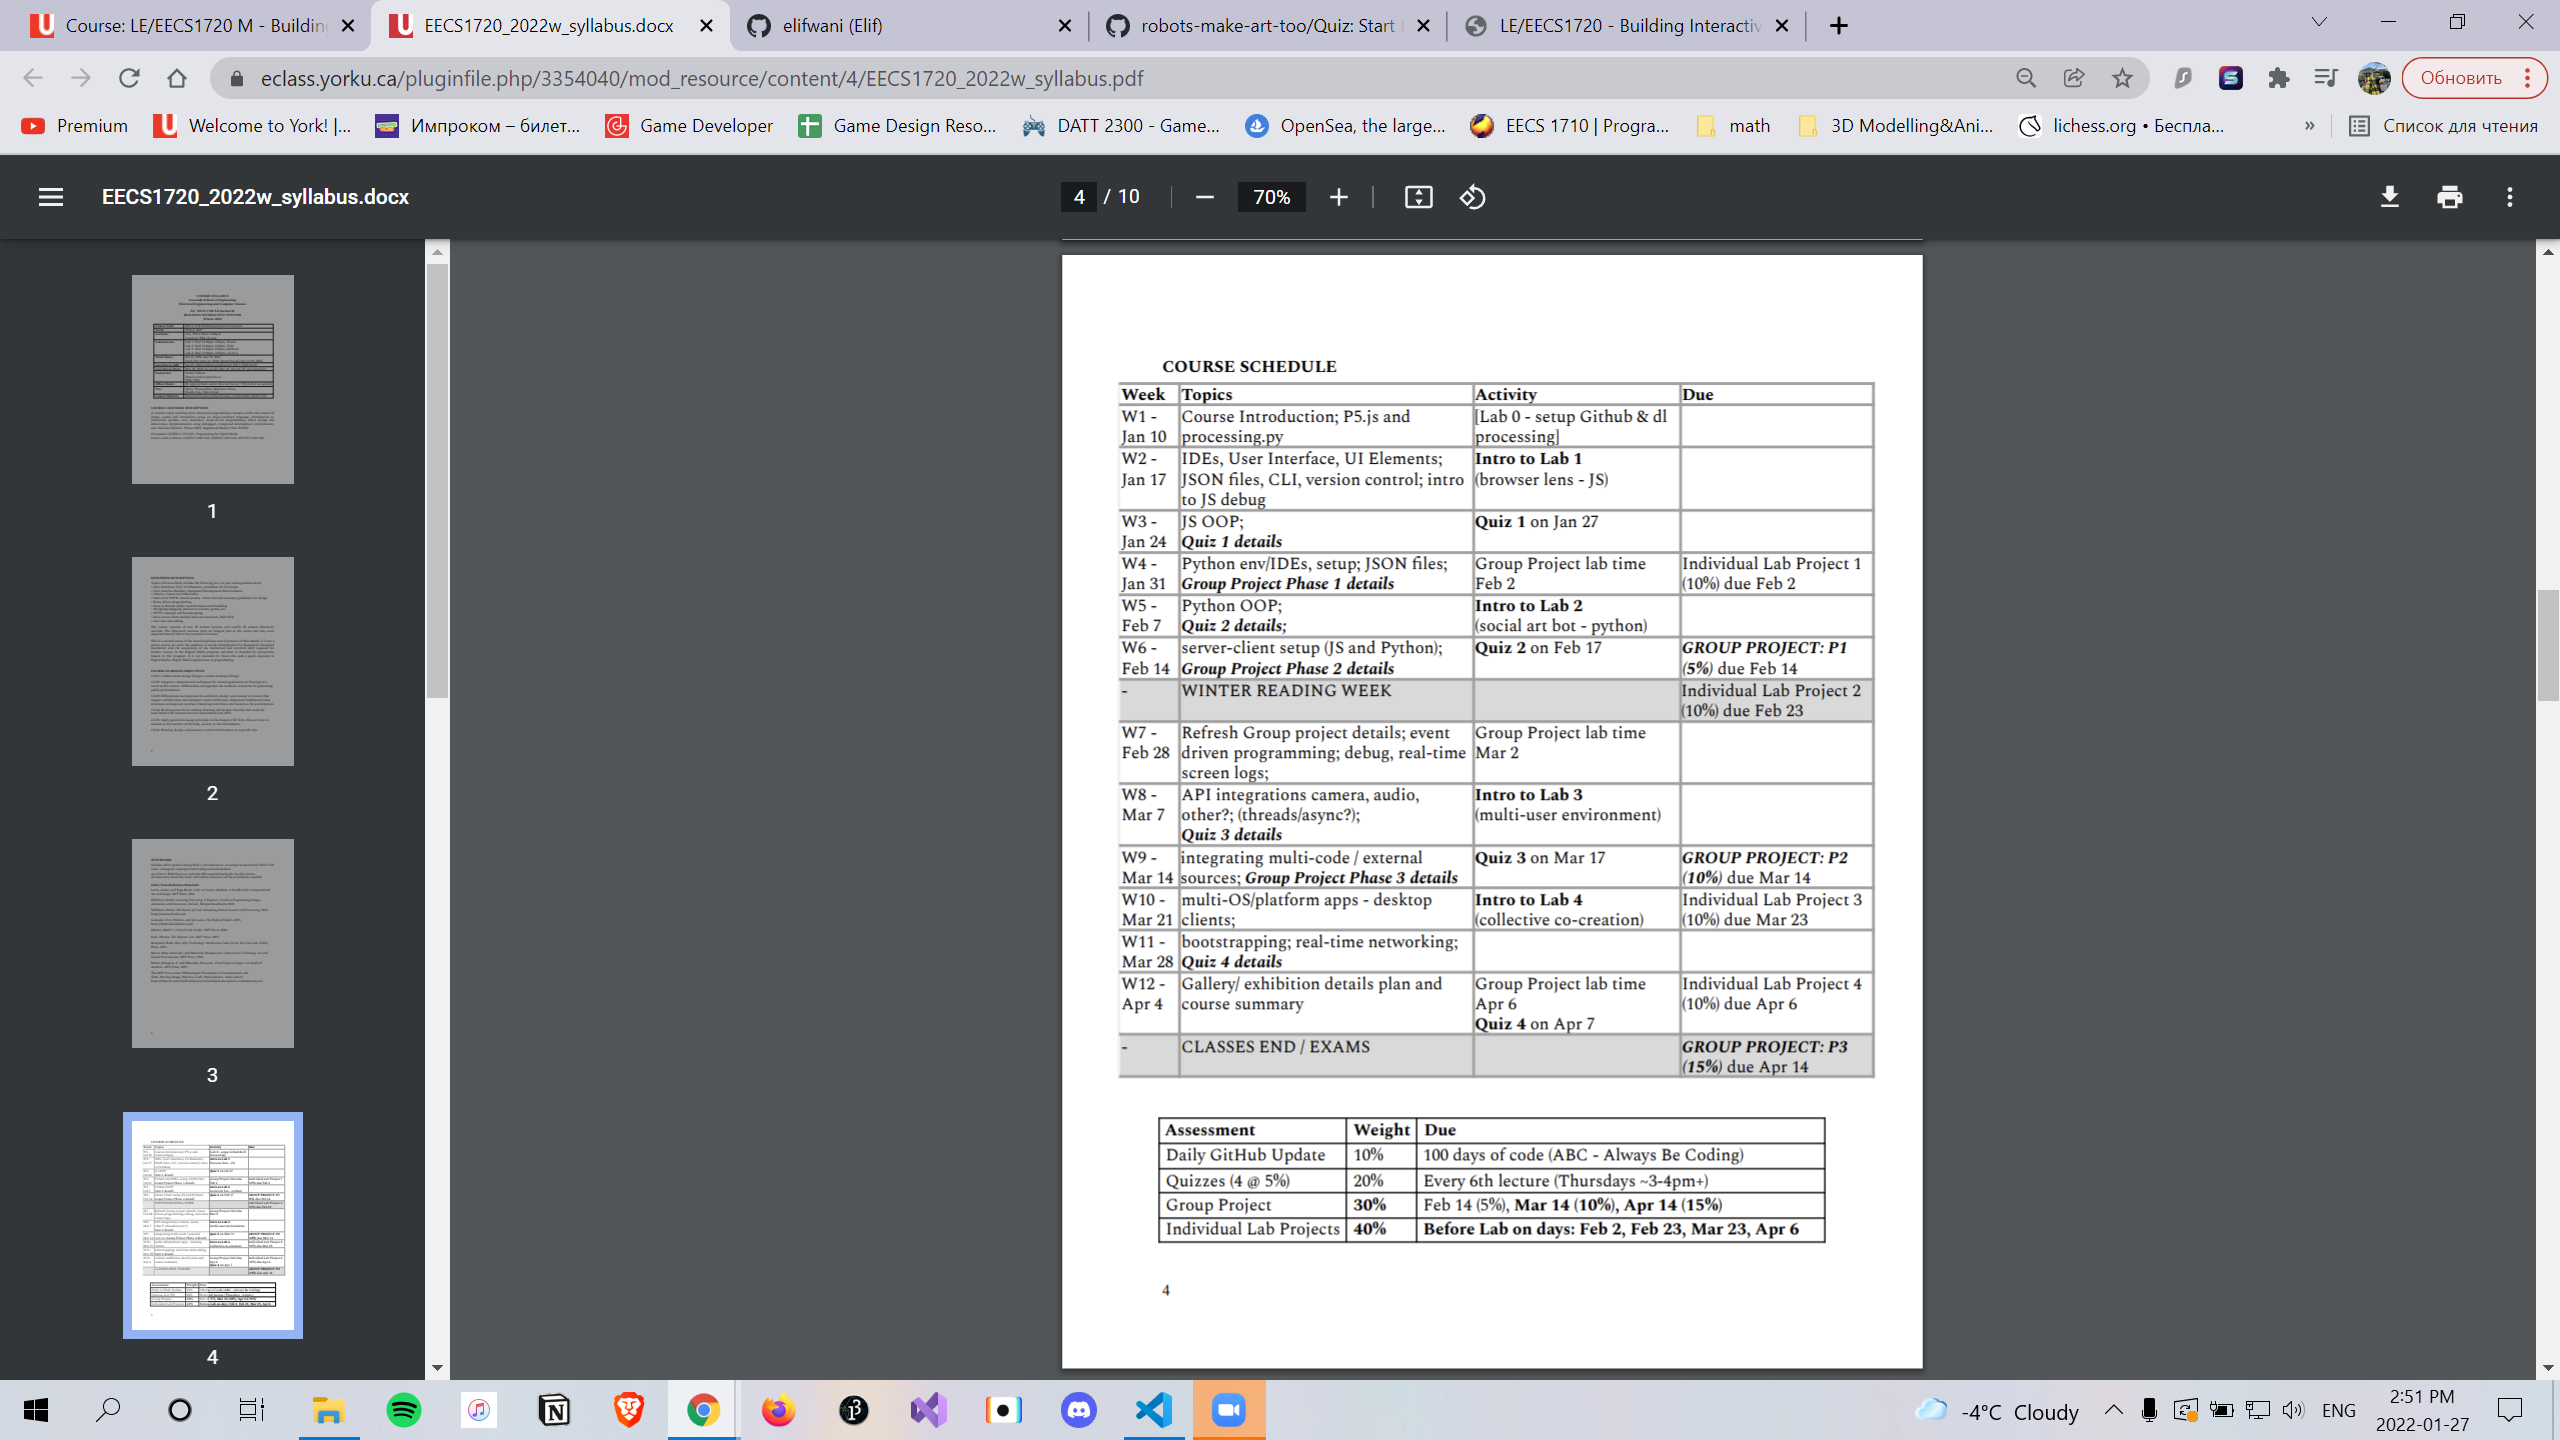 Course: LE/EECS1720 M - Building
EECS1720_2022w_syllabus.docx
elifwani (Elif)
robots-make-art-too/Quiz: Start
LE/EECS1720 - Building Interactiv
eclass.yorku.ca/pluginfile.php/3354040/mod_resource/content/4/EECS1720_2022w_syllabus.pdf
Обновить
Premium
Welcome to York! |...
Импроком – билет...
Game Developer
Game Design Reso...
DATT 2300 - Game...
OpenSea, the large...
EECS 1710 | Progra...
math
3D Modelling&Ani...
lichess.org • Беспла...
»
Список для чтения
EECS1720_2022w_syllabus.docx
4 / 10
70%
1
2
3
4
COURSE SCHEDULE
Week Topics Activity Due
W1 - Course Introduction; P5.js and [Lab 0 - setup Github & dl
Jan 10 processing.py processing]
W2 - IDEs, User Interface, UI Elements; Intro to Lab 1
Jan 17 JSON files, CLI, version control; intro (browser lens - JS)
to JS debug
W3 - JS OOP; Quiz 1 on Jan 27
Jan 24 Quiz 1 details
W4 - Python env/IDEs, setup; JSON files; Group Project lab time Individual Lab Project 1
Jan 31 Group Project Phase 1 details Feb 2 (10%) due Feb 2
W5 - Python OOP; Intro to Lab 2
Feb 7 Quiz 2 details; (social art bot - python)
W6 - server-client setup (JS and Python); Quiz 2 on Feb 17 GROUP PROJECT: P1
Feb 14 Group Project Phase 2 details (5%) due Feb 14
- WINTER READING WEEK Individual Lab Project 2
(10%) due Feb 23
W7 - Refresh Group project details; event Group Project lab time
Feb 28 driven programming; debug, real-time Mar 2
screen logs;
W8 - API integrations camera, audio, Intro to Lab 3
Mar 7 other?; (threads/async?); (multi-user environment)
Quiz 3 details
W9 - integrating multi-code / external Quiz 3 on Mar 17 GROUP PROJECT: P2
Mar 14 sources; Group Project Phase 3 details (10%) due Mar 14
W10 - multi-OS/platform apps - desktop Intro to Lab 4 Individual Lab Project 3
Mar 21 clients; (collective co-creation) (10%) due Mar 23
W11 - bootstrapping; real-time networking;
Mar 28 Quiz 4 details
W12 - Gallery/ exhibition details plan and Group Project lab time Individual Lab Project 4
Apr 4 course summary Apr 6 (10%) due Apr 6
Quiz 4 on Apr 7
- CLASSES END / EXAMS GROUP PROJECT: P3
(15%) due Apr 14
Assessment Weight Due
Daily GitHub Update 10% 100 days of code (ABC - Always Be Coding)
Quizzes (4 @ 5%) 20% Every 6th lecture (Thursdays ~3-4pm+)
Group Project 30% Feb 14 (5%), Mar 14 (10%), Apr 14 (15%)
Individual Lab Projects 40% Before Lab on days: Feb 2, Feb 23, Mar 23, Apr 6
4
-4°C Cloudy
ENG
2:51 PM
2022-01-27